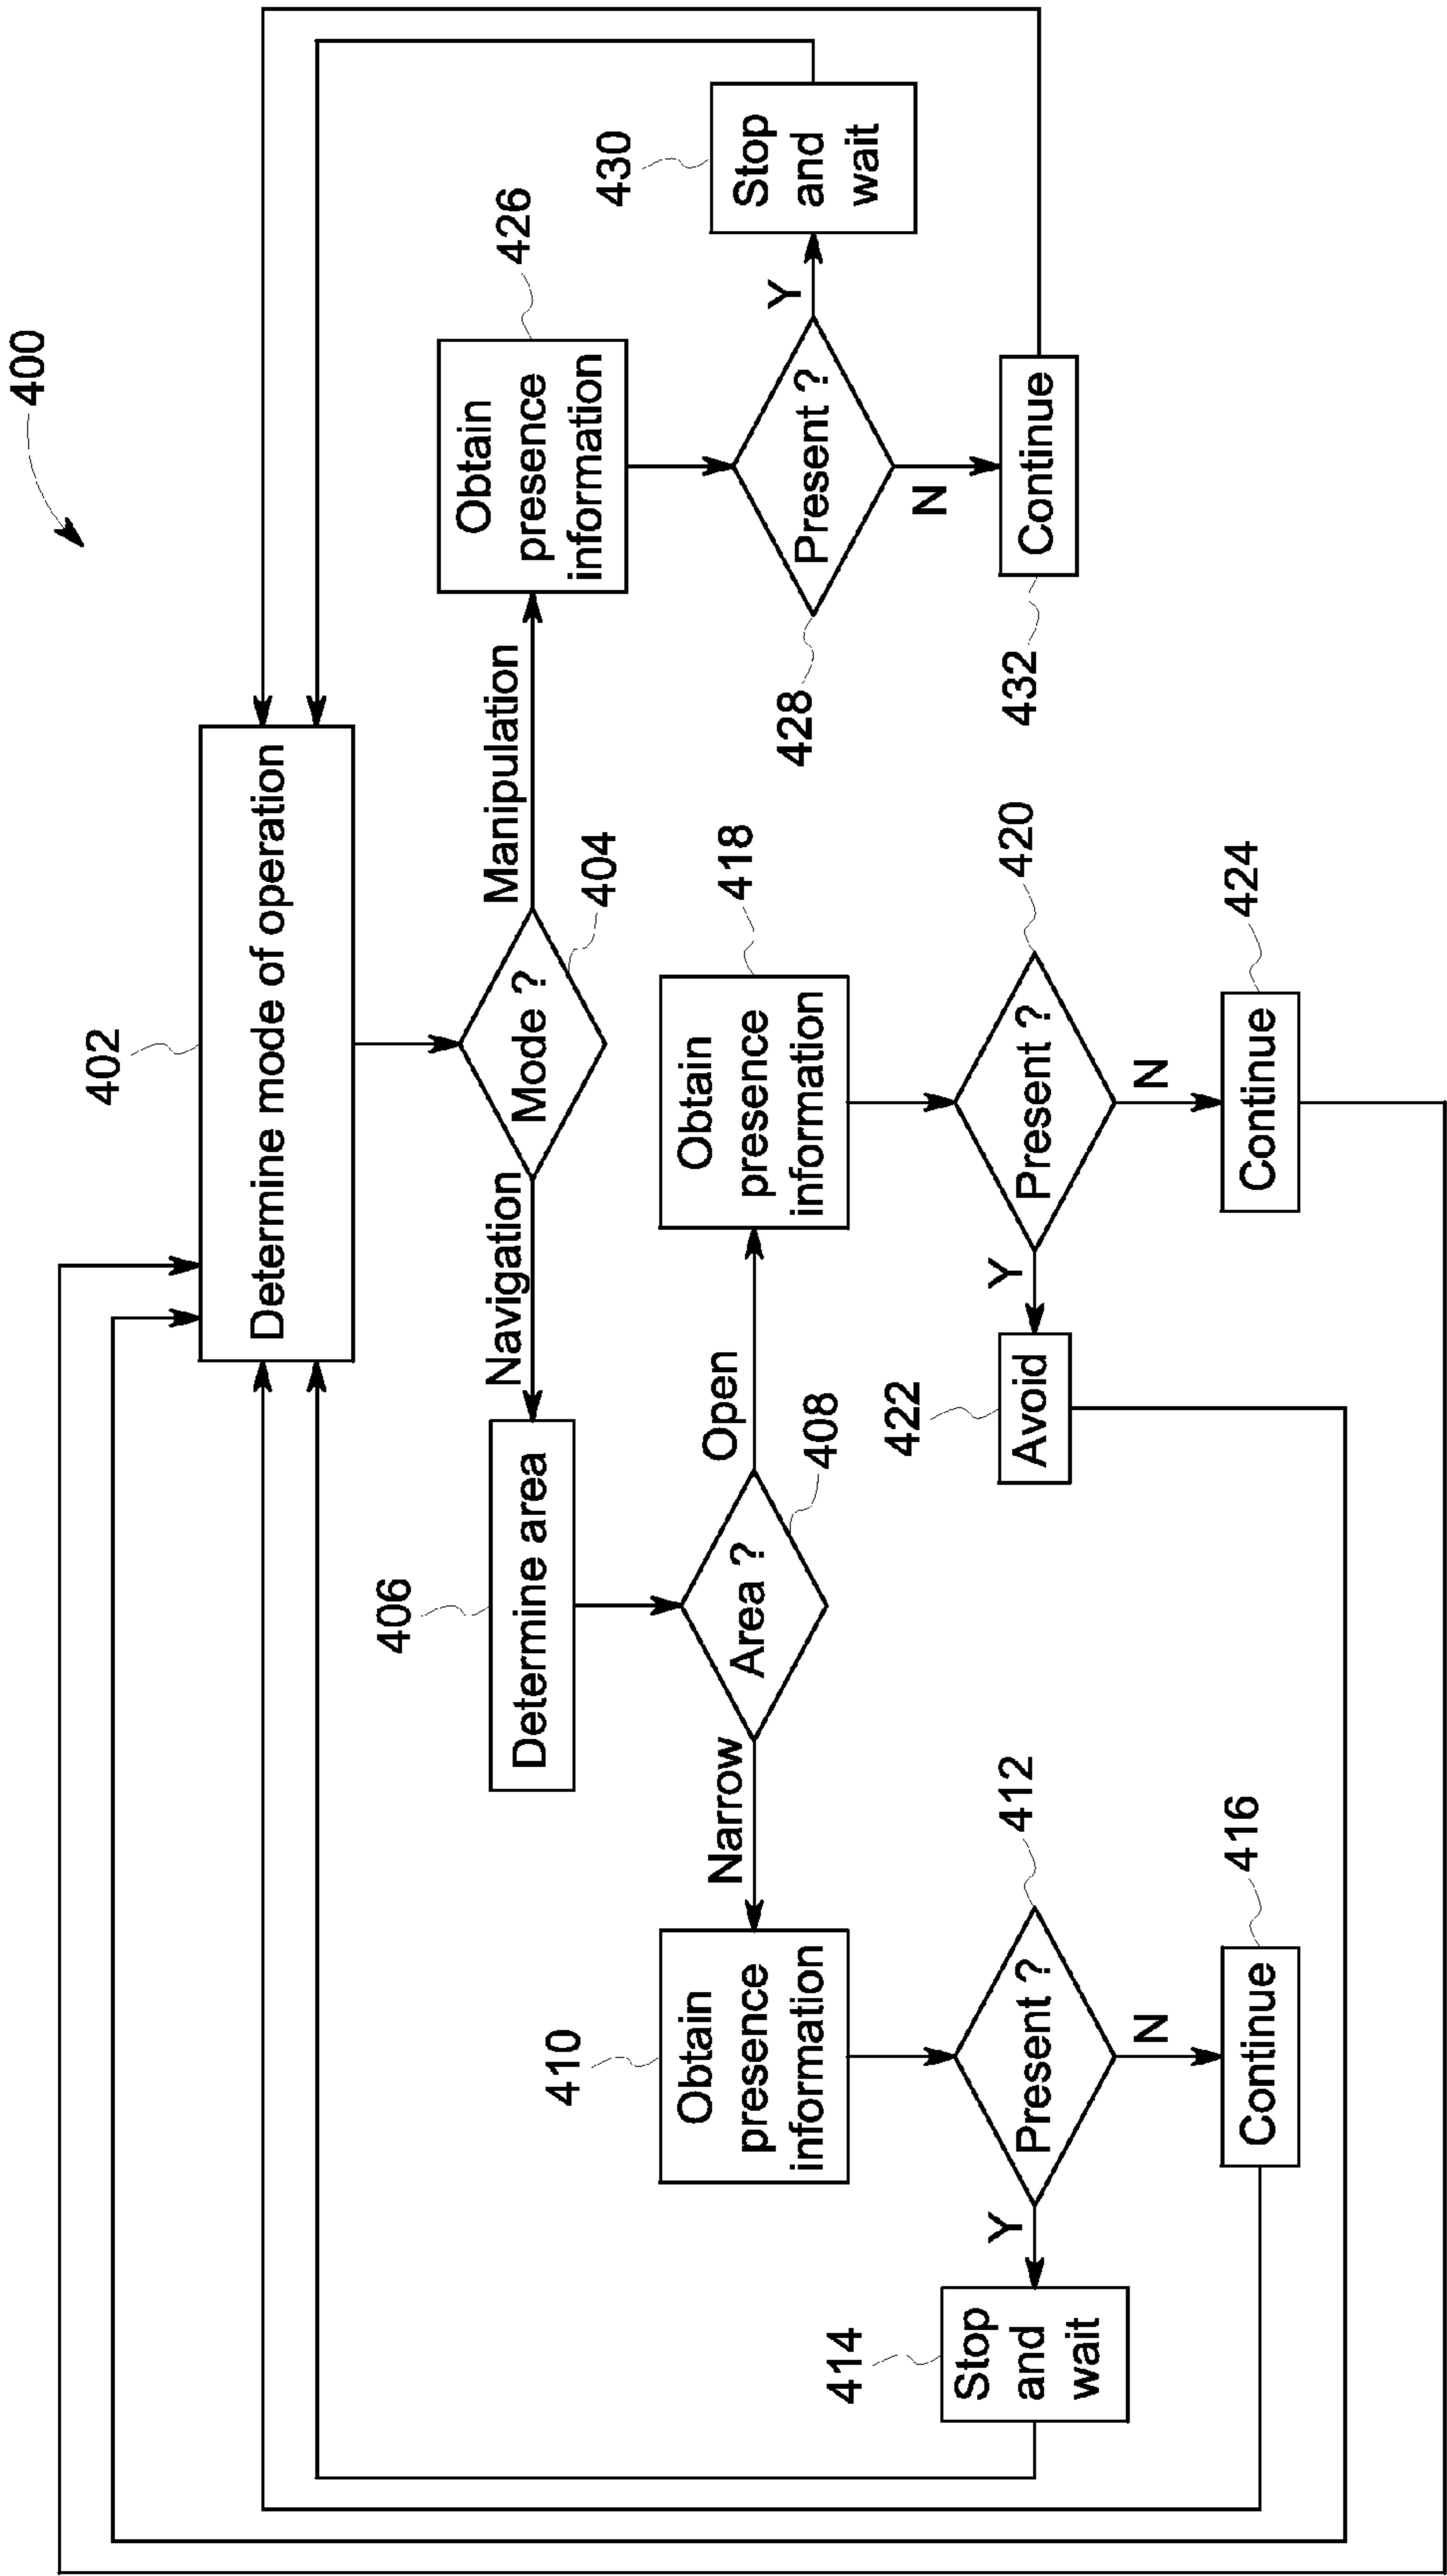 400
402
Determine mode of operation
Mode ?
404
Navigation
Manipulation
406
Determine area
Area ?
408
Narrow
Open
410
Obtain
presence
information
Present ?
412
Y
N
414
Stop
and
wait
Continue
416
418
Obtain
presence
information
Present ?
420
Y
N
422
Avoid
Continue
424
426
Obtain
presence
information
Present ?
428
Y
N
430
Stop
and
wait
432
Continue